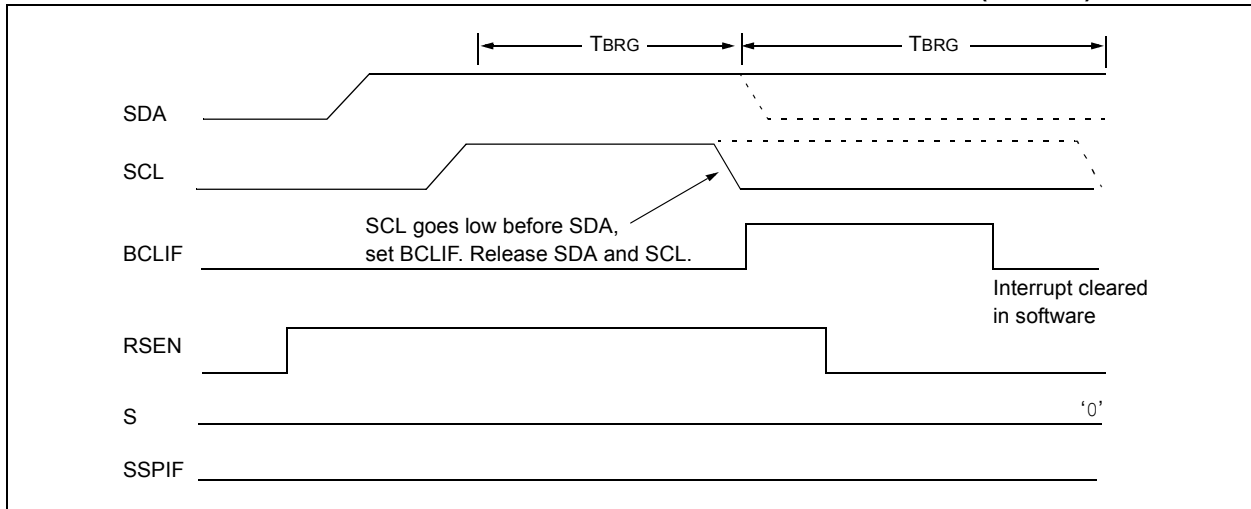 TBRG TBRG
SDA
SCL
SCL goes low before SDA,
set BCLIF. Release SDA and SCL.
BCLIF
Interrupt cleared
in software
RSEN
S
‘0’
SSPIF